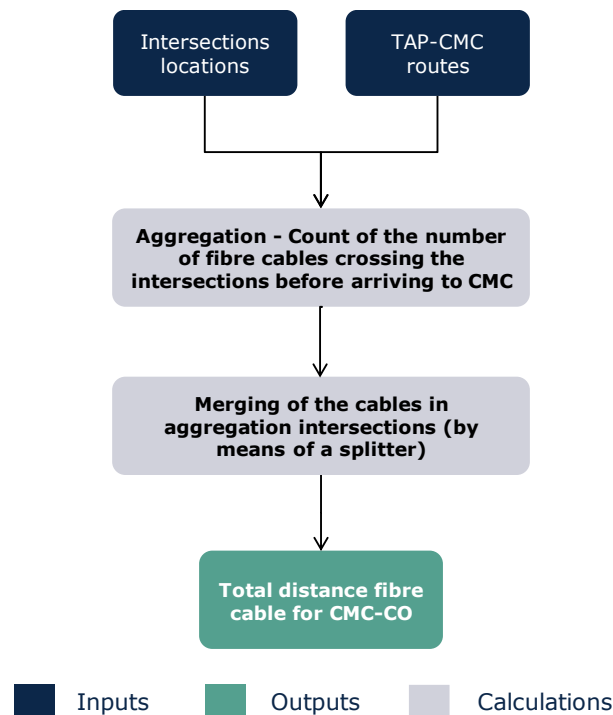 Intersections
locations
TAP-CMC
routes
Aggregation - Count of the number
of fibre cables crossing the
intersections before arriving to CMC
Merging of the cables in
aggregation intersections (by
means of a splitter)
Total distance fibre
cable for CMC-CO
Inputs
Outputs
Calculations